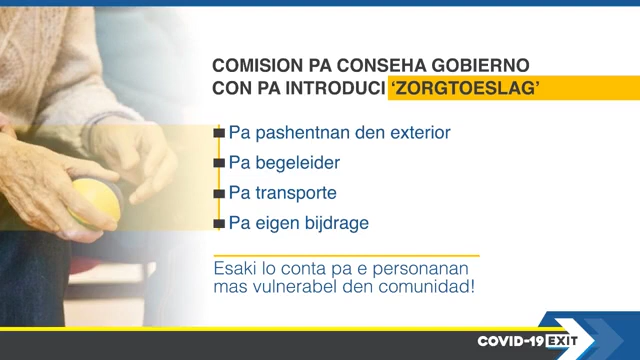 COMISION PA CONSEHA GOBIERNO
CON PA INTRODUCI ‘ZORGTOESLAG’
Pa pashentnan den exterior
Pa begeleider
Pa transporte
Pa eigen bijdrage
Esaki lo conta pa e personanan
mas vulnerabel den comunidad!
COVID-19 EXIT